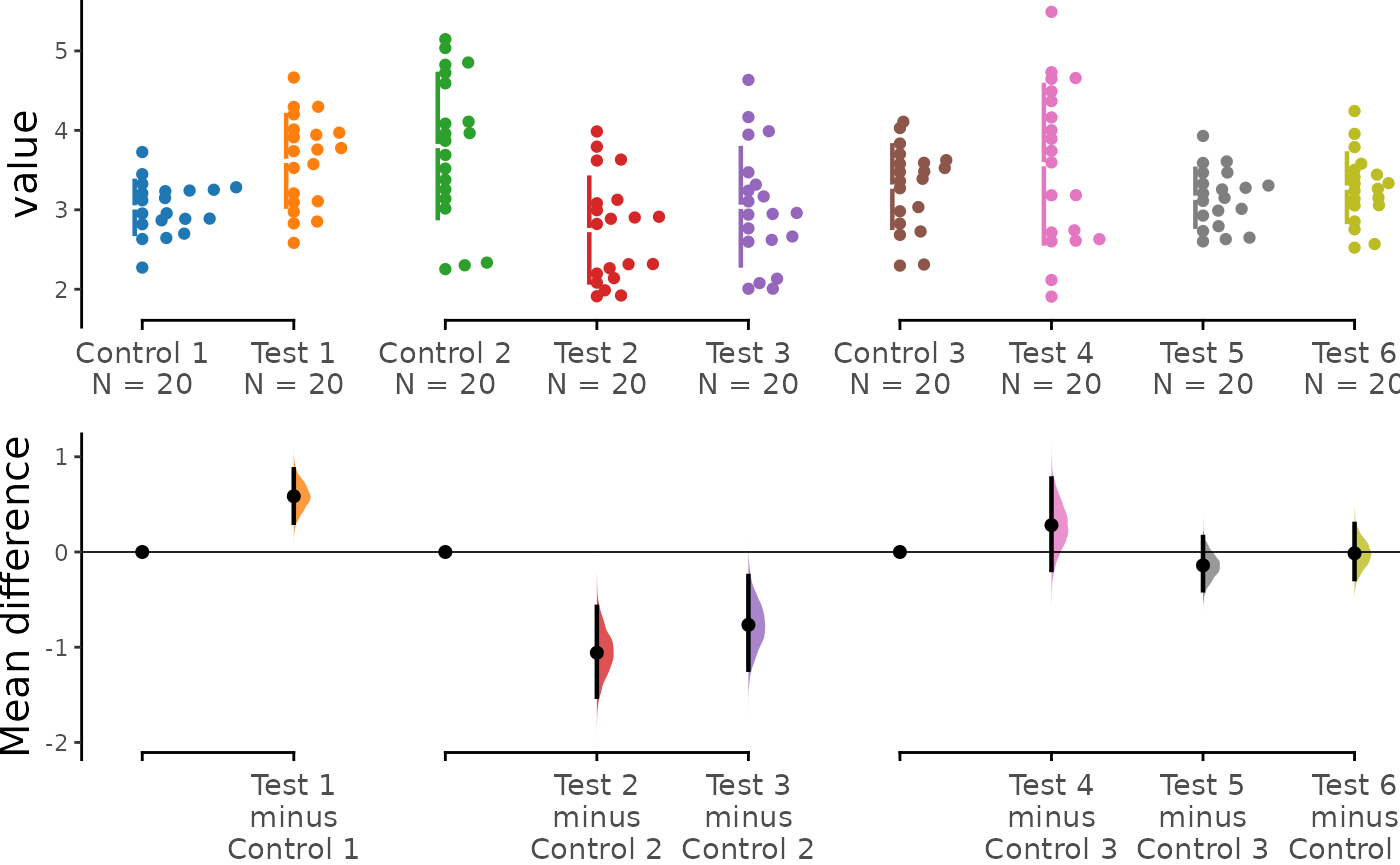 value
5
4
3
2
Control 1 Test 1 Control 2 Test 2 Test 3 Control 3 Test 4 Test 5 Test 6
N = 20 N = 20 N = 20 N = 20 N = 20 N = 20 N = 20 N = 20 N = 20
Mean difference
1
0
-1
-2
Test 1 Test 2 Test 3 Test 4 Test 5 Test 6
minus minus minus minus minus minus
Control 1 Control 2 Control 2 Control 3 Control 3 Control